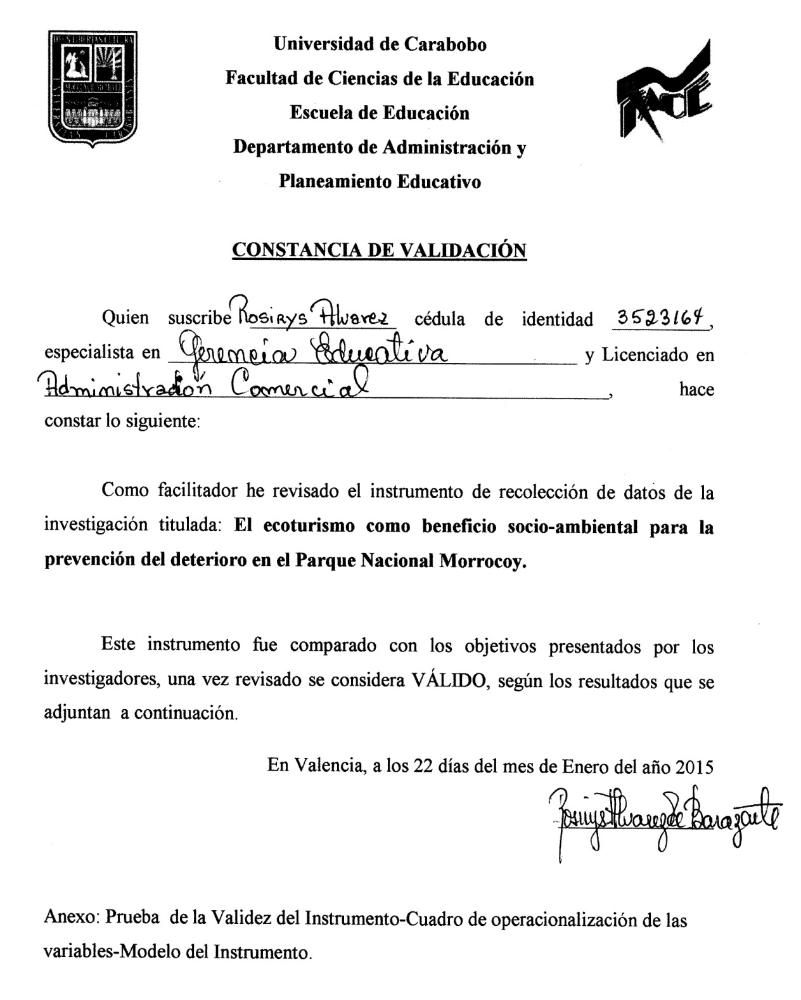 Universidad de Carabobo
Facultad de Ciencias de la Educación
Escuela de Educación
Departamento de Administración y
Planeamiento Educativo
FACE
CONSTANCIA DE VALIDACIÓN
Quien suscribe Rosirys Alvarez cédula de identidad 3523164,
especialista en Gerencia Educativa y Licenciado en
Administración Comercial, hace
constar lo siguiente:
Como facilitador he revisado el instrumento de recolección de datos de la
investigación titulada: El ecoturismo como beneficio socio-ambiental para la
prevención del deterioro en el Parque Nacional Morrocoy.
Este instrumento fue comparado con los objetivos presentados por los
investigadores, una vez revisado se considera VÁLIDO, según los resultados que se
adjuntan a continuación.
En Valencia, a los 22 días del mes de Enero del año 2015
Rosirys Alvarez de Barazarte
Anexo: Prueba de la Validez del Instrumento-Cuadro de operacionalización de las
variables-Modelo del Instrumento.